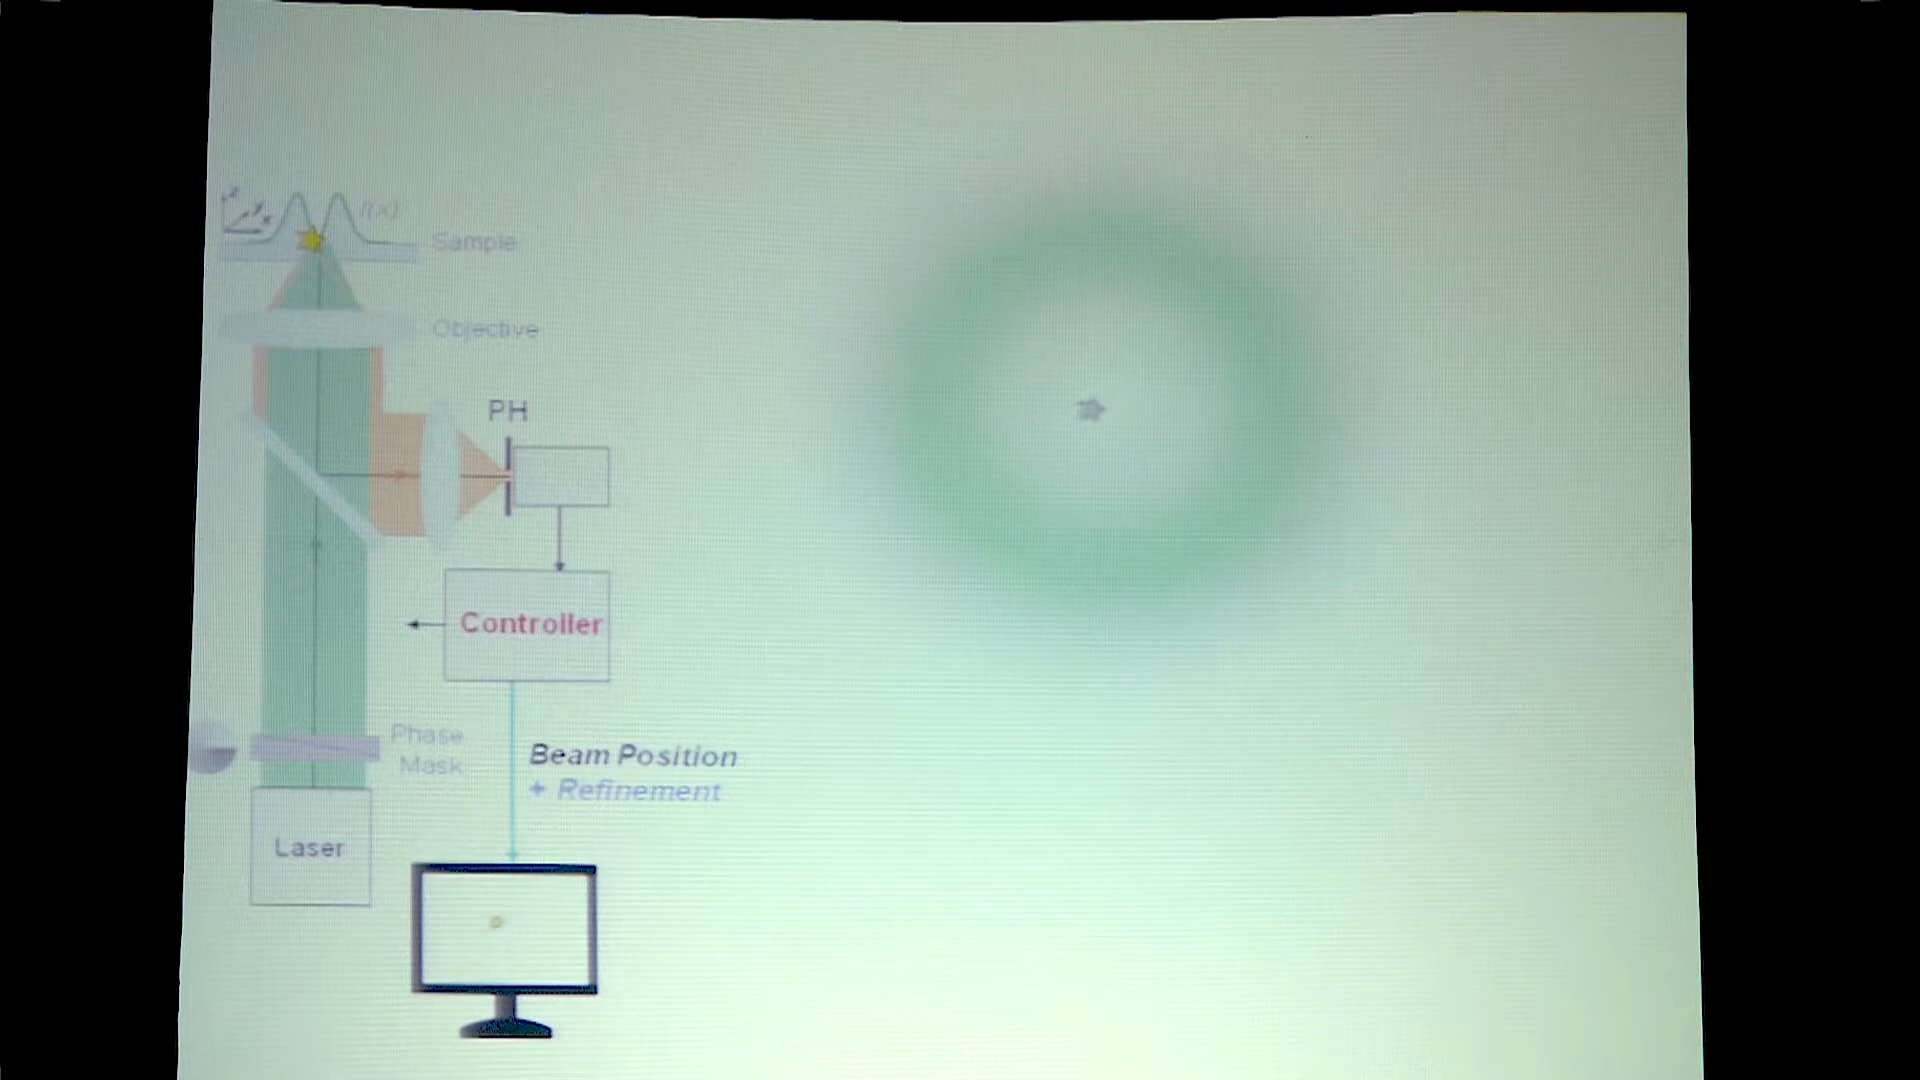 z
y
x
I(x)
Sample
Objective
PH
Controller
Phase
Mask
Beam Position
+ Refinement
Laser